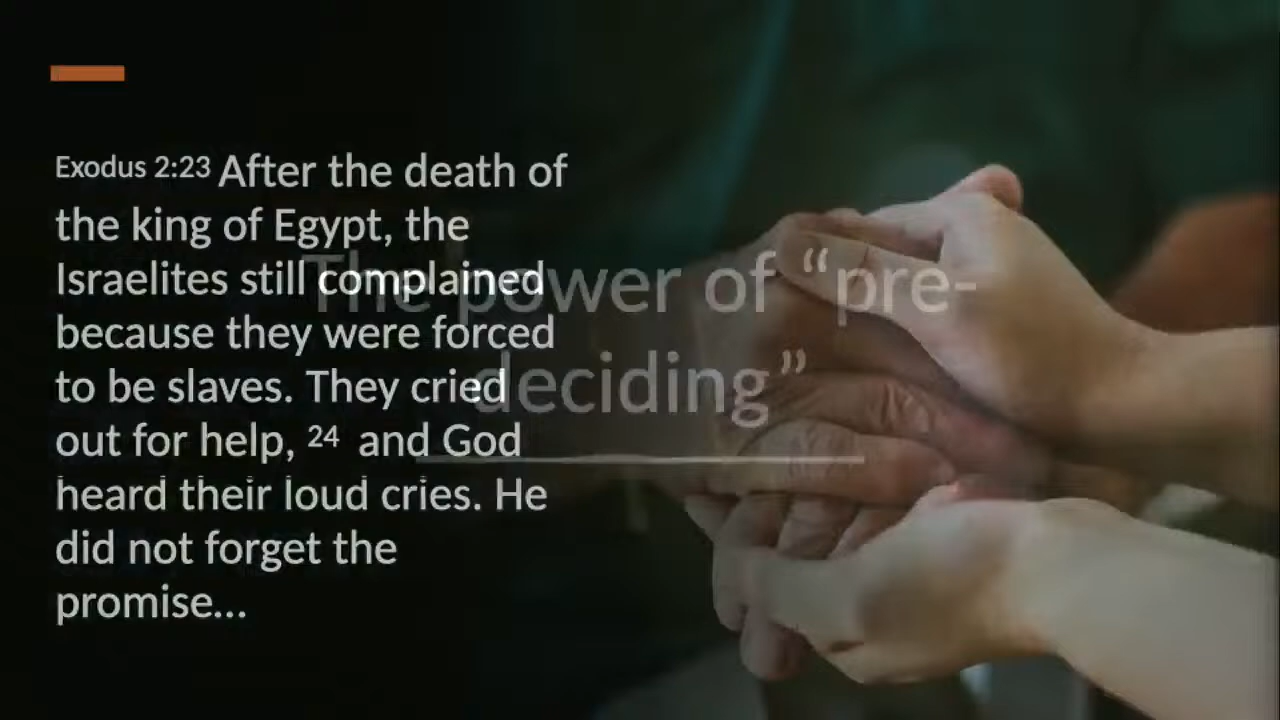 Exodus 2:23 After the death of
the king of Egypt, the
Israelites still complained
because they were forced
to be slaves. They cried
out for help, 24 and God
heard their loud cries. He
did not forget the
promise...
The power of “pre-
deciding”